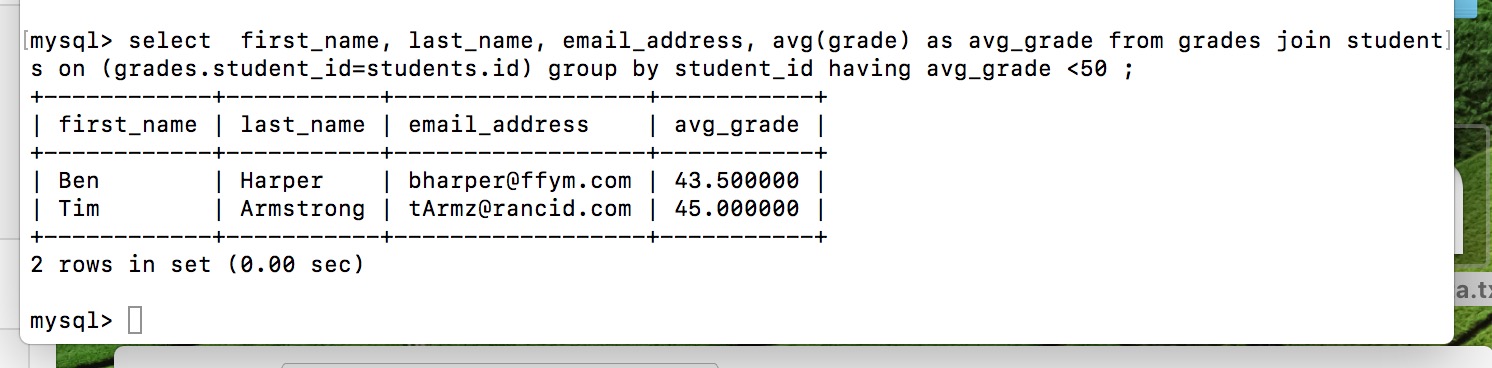 [mysql> select  first_name, last_name, email_address, avg(grade) as avg_grade from grades join student]
s on (grades.student_id=students.id) group by student_id having avg_grade <50 ;
+------------+-----------+------------------+-----------+
| first_name | last_name | email_address    | avg_grade |
+------------+-----------+------------------+-----------+
| Ben        | Harper    | bharper@ffym.com | 43.500000 |
| Tim        | Armstrong | tArmz@rancid.com | 45.000000 |
+------------+-----------+------------------+-----------+
2 rows in set (0.00 sec)
mysql>